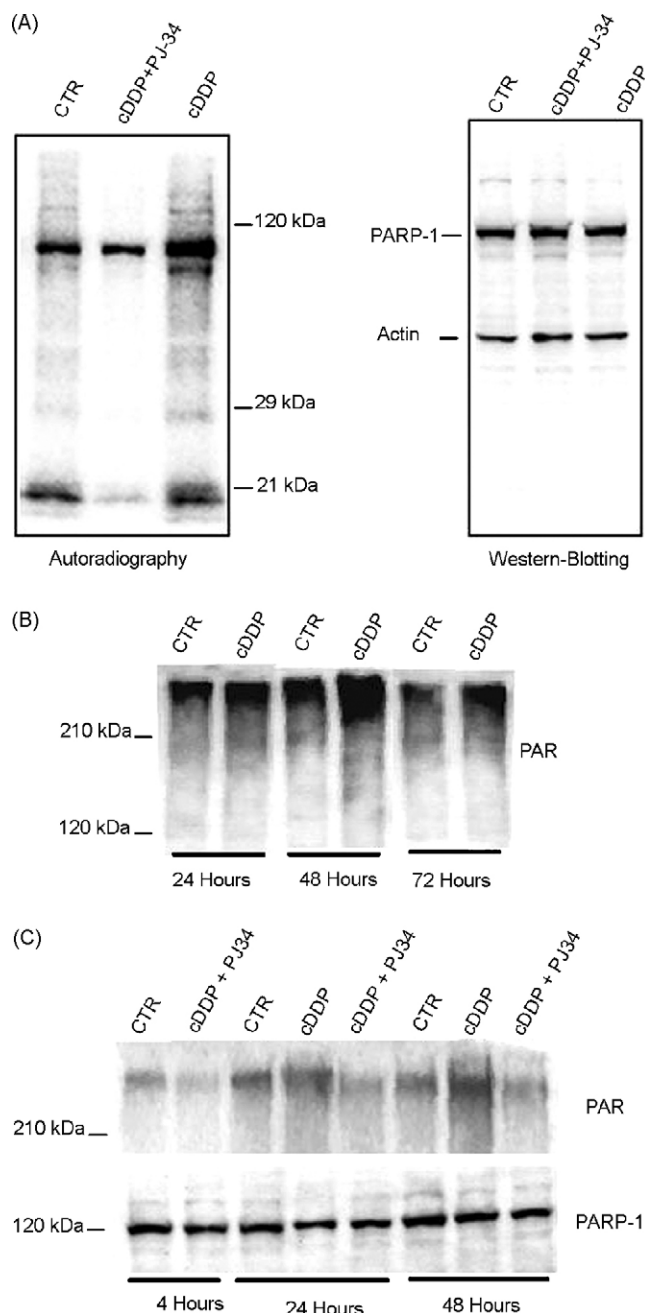 (A)
CTR
cDDP+PJ-34
cDDP
120 kDa
29 kDa
21 kDa
Autoradiography
CTR
cDDP+PJ-34
cDDP
PARP-1
Actin
Western-Blotting
(B)
CTR
cDDP
CTR
cDDP
CTR
cDDP
210 kDa
120 kDa
PAR
24 Hours
48 Hours
72 Hours
(C)
CTR
cDDP + PJ34
CTR
cDDP
cDDP + PJ34
CTR
cDDP
cDDP + PJ34
PAR
210 kDa
120 kDa
PARP-1
4 Hours
24 Hours
48 Hours